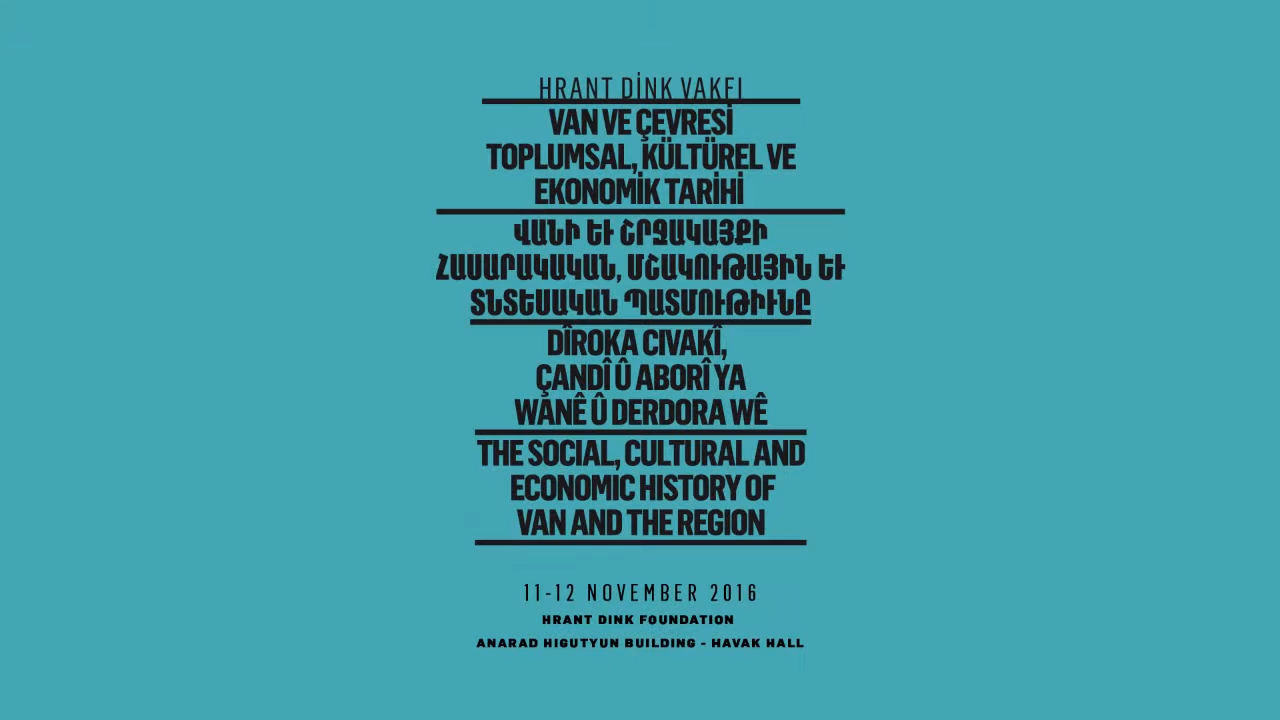 HRANT DİNK VAKFI
VAN VE ÇEVRESİ
TOPLUMSAL, KÜLTÜREL VE
EKONOMİK TARİHİ
ՎԱՆԻ ԵՒ ՇՐՋԱԿԱՅՔԻ
ՀԱՍԱՐԱԿԱԿԱՆ, ՄՇԱԿՈՒԹԱՅԻՆ ԵՒ
ՏՆՏԵՍԱԿԱՆ ՊԱՏՄՈՒԹԻՒՆԸ
DÎROKA CIVAKÎ,
ÇANDÎ Û ABORÎ YA
WANÊ Û DERDORA WÊ
THE SOCIAL, CULTURAL AND
ECONOMIC HISTORY OF
VAN AND THE REGION
11-12 NOVEMBER 2016
HRANT DINK FOUNDATION
ANARAD HIGUTYUN BUILDING - HAVAK HALL